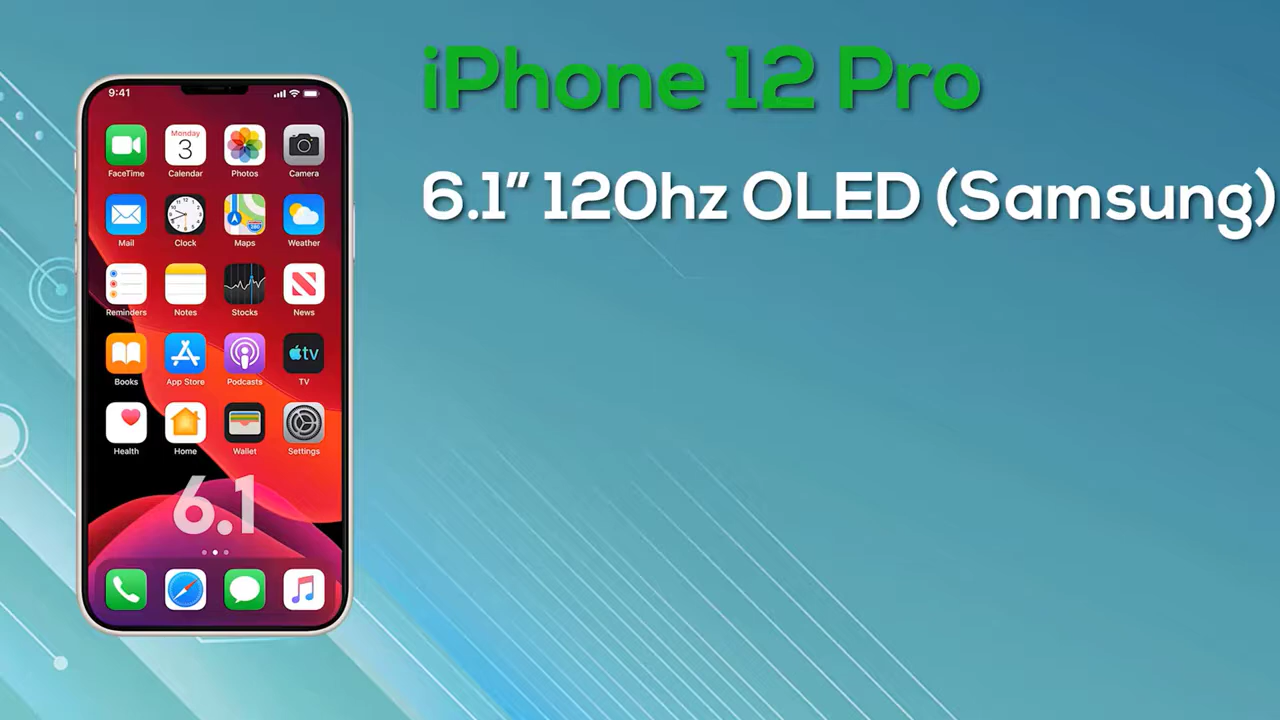 iPhone 12 Pro
6.1” 120hz OLED (Samsung)
9:41
Monday
3
FaceTime Calendar Photos Camera
Mail Clock Maps Weather
Reminders Notes Stocks News
tv
Books App Store Podcasts TV
Health Home Wallet Settings
6.1